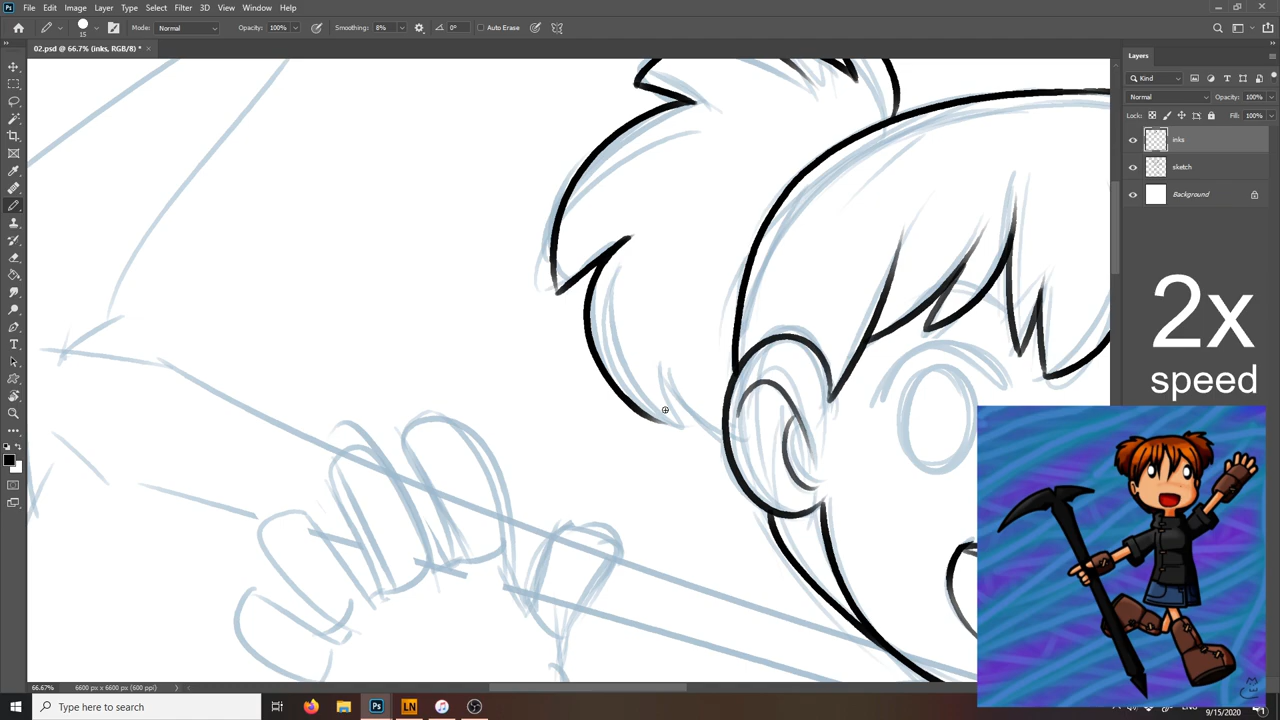 File Edit Image Layer Type Select Filter 3D View Window Help
15 Mode: Normal Opacity: 100% Smoothing: 8% 0° Auto Erase
02.psd @ 66.7% (inks, RGB/8) * ×
Layers
Kind
Normal Opacity: 100%
Lock: Fill: 100%
inks
sketch
Background
2x
speed
66.67% 6600 px x 6600 px (600 ppi)
Type here to search
9/15/2020